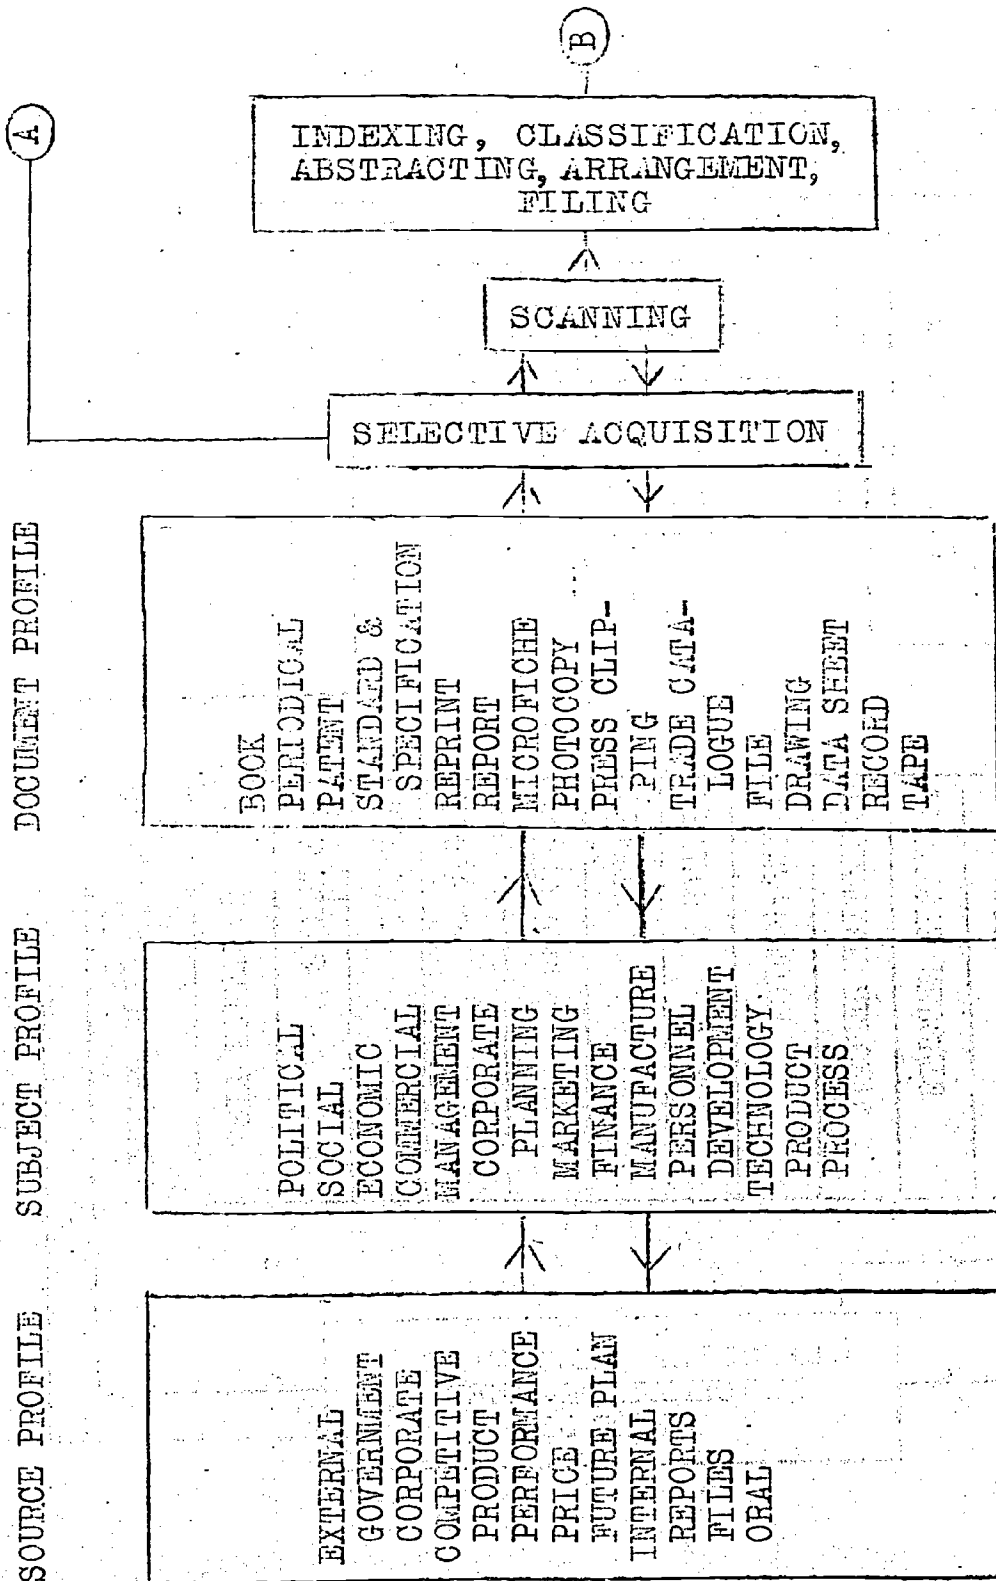 B
A
INDEXING, CLASSIFICATION,
ABSTRACTING, ARRANGEMENT,
FILING
SCANNING
SELECTIVE ACQUISITION
DOCUMENT PROFILE
BOOK
PERIODICAL
PATENT
STANDARD &
SPECIFICATION
REPRINT
REPORT
MICROFICHE
PHOTOCOPY
PRESS CLIP-
PING
TRADE CATA-
LOGUE
FILE
DRAWING
DATA SHEET
RECORD
TAPE
SUBJECT PROFILE
POLITICAL
SOCIAL
ECONOMIC
COMMERCIAL
MANAGEMENT
CORPORATE
PLANNING
MARKETING
FINANCE
MANUFACTURE
PERSONNEL
DEVELOPMENT
TECHNOLOGY
PRODUCT
PROCESS
SOURCE PROFILE
EXTERNAL
GOVERNMENT
CORPORATE
COMPETITIVE
PRODUCT
PERFORMANCE
PRICE
FUTURE PLAN
INTERNAL
REPORTS
FILES
ORAL